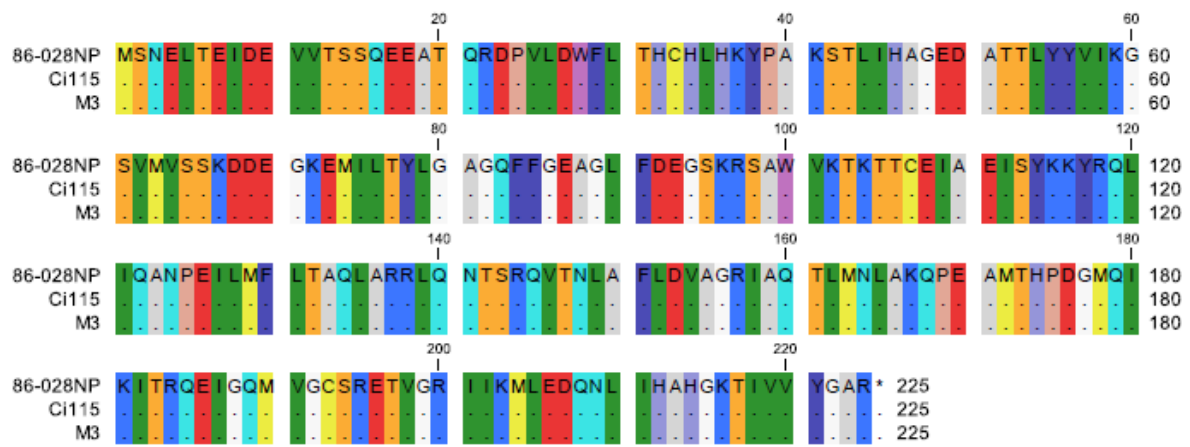 20 40 60
86-028NP MSNELTEIDE VVTSSQEEAT QRDPVLDWFL THCHLHKYPA KSTLIHAGED ATTLYYVIKG 60
Ci115 .......... .......... .......... .......... .......... .......... 60
M3 .......... .......... .......... .......... .......... .......... 60
80 100 120
86-028NP SVMVSSKDDE GKEMILTYLG AGQFFGEAGL FDEGSKRSAW VKTKTTCEIA EISYKKYRQL 120
Ci115 .......... .......... .......... .......... .......... .......... 120
M3 .......... .......... .......... .......... .......... .......... 120
140 160 180
86-028NP IQANPEILMF LTAQLARRLQ NTSRQVTNLA FLDVAGRIAQ TLMNLAKQPE AMTHPDGMQI 180
Ci115 .......... .......... .......... .......... .......... .......... 180
M3 .......... .......... .......... .......... .......... .......... 180
200 220
86-028NP KITRQEIGQM VGCSRETVGR IIKMLEDQNL IHAHGKTIVV YGAR* 225
Ci115 .......... .......... .......... .......... ..... 225
M3 .......... .......... .......... .......... ..... 225